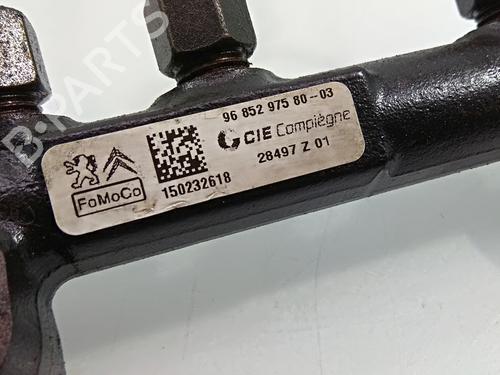 96 852 975 80--03
CIE Compiègne
28497 Z 01
150232618
FoMoCo
B-PARTS